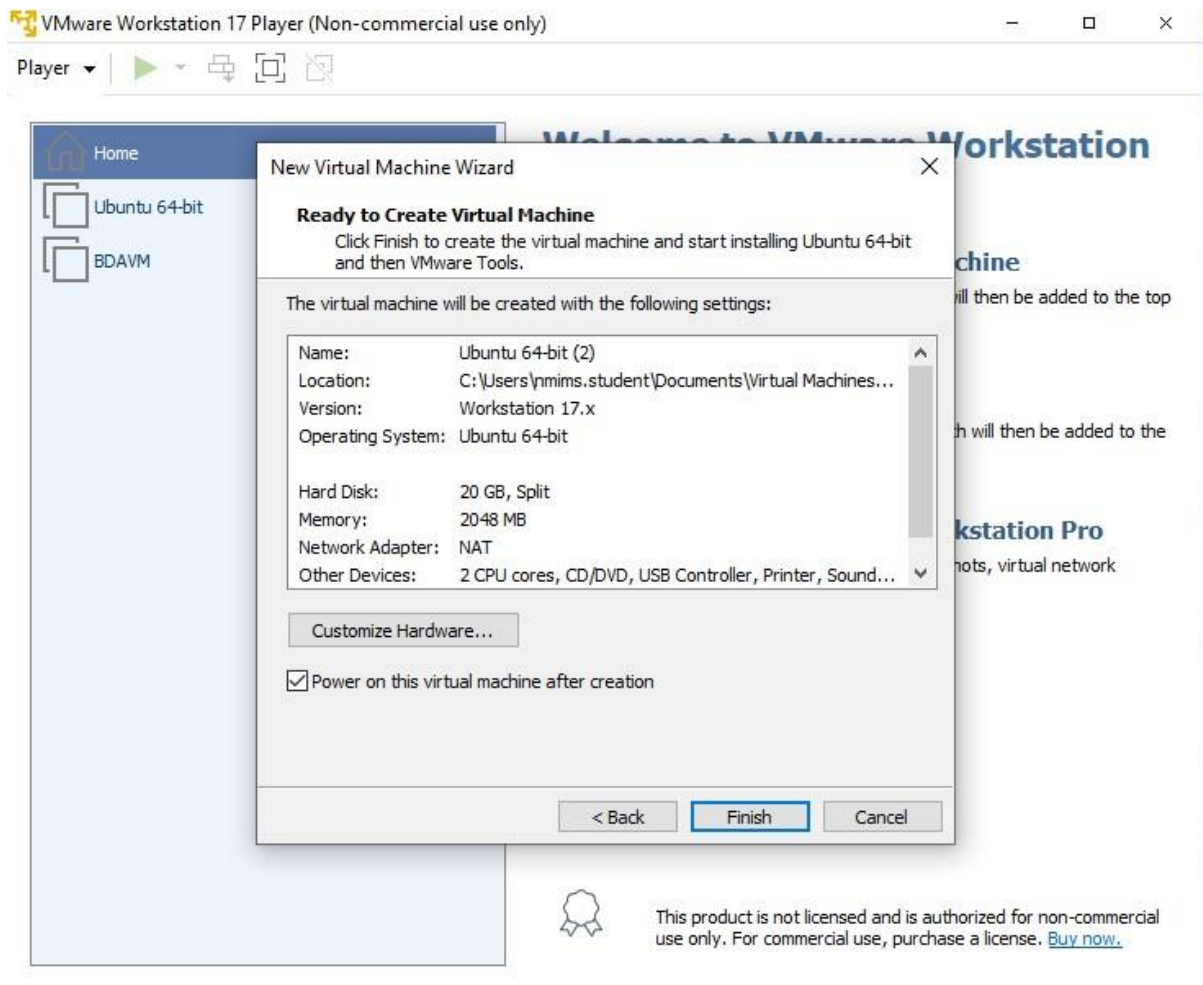 VMware Workstation 17 Player (Non-commercial use only)
Player
Home
Ubuntu 64-bit
BDAVM
Welcome to VMware Workstation
New Virtual Machine Wizard
Ready to Create Virtual Machine
Click Finish to create the virtual machine and start installing Ubuntu 64-bit
and then VMware Tools.
The virtual machine will be created with the following settings:
Name: Ubuntu 64-bit (2)
Location: C:\Users\nmims.student\Documents\Virtual Machines...
Version: Workstation 17.x
Operating System: Ubuntu 64-bit
Hard Disk: 20 GB, Split
Memory: 2048 MB
Network Adapter: NAT
Other Devices: 2 CPU cores, CD/DVD, USB Controller, Printer, Sound...
Customize Hardware...
Power on this virtual machine after creation
< Back
Finish
Cancel
chine
will then be added to the top
ch will then be added to the
kstation Pro
hots, virtual network
This product is not licensed and is authorized for non-commercial
use only. For commercial use, purchase a license. Buy now.